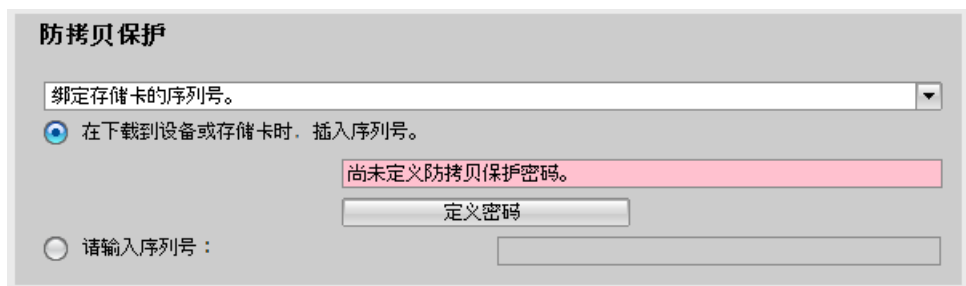 防拷贝保护
绑定存储卡的序列号。
在下载到设备或存储卡时，插入序列号。
尚未定义防拷贝保护密码。
定义密码
请输入序列号：